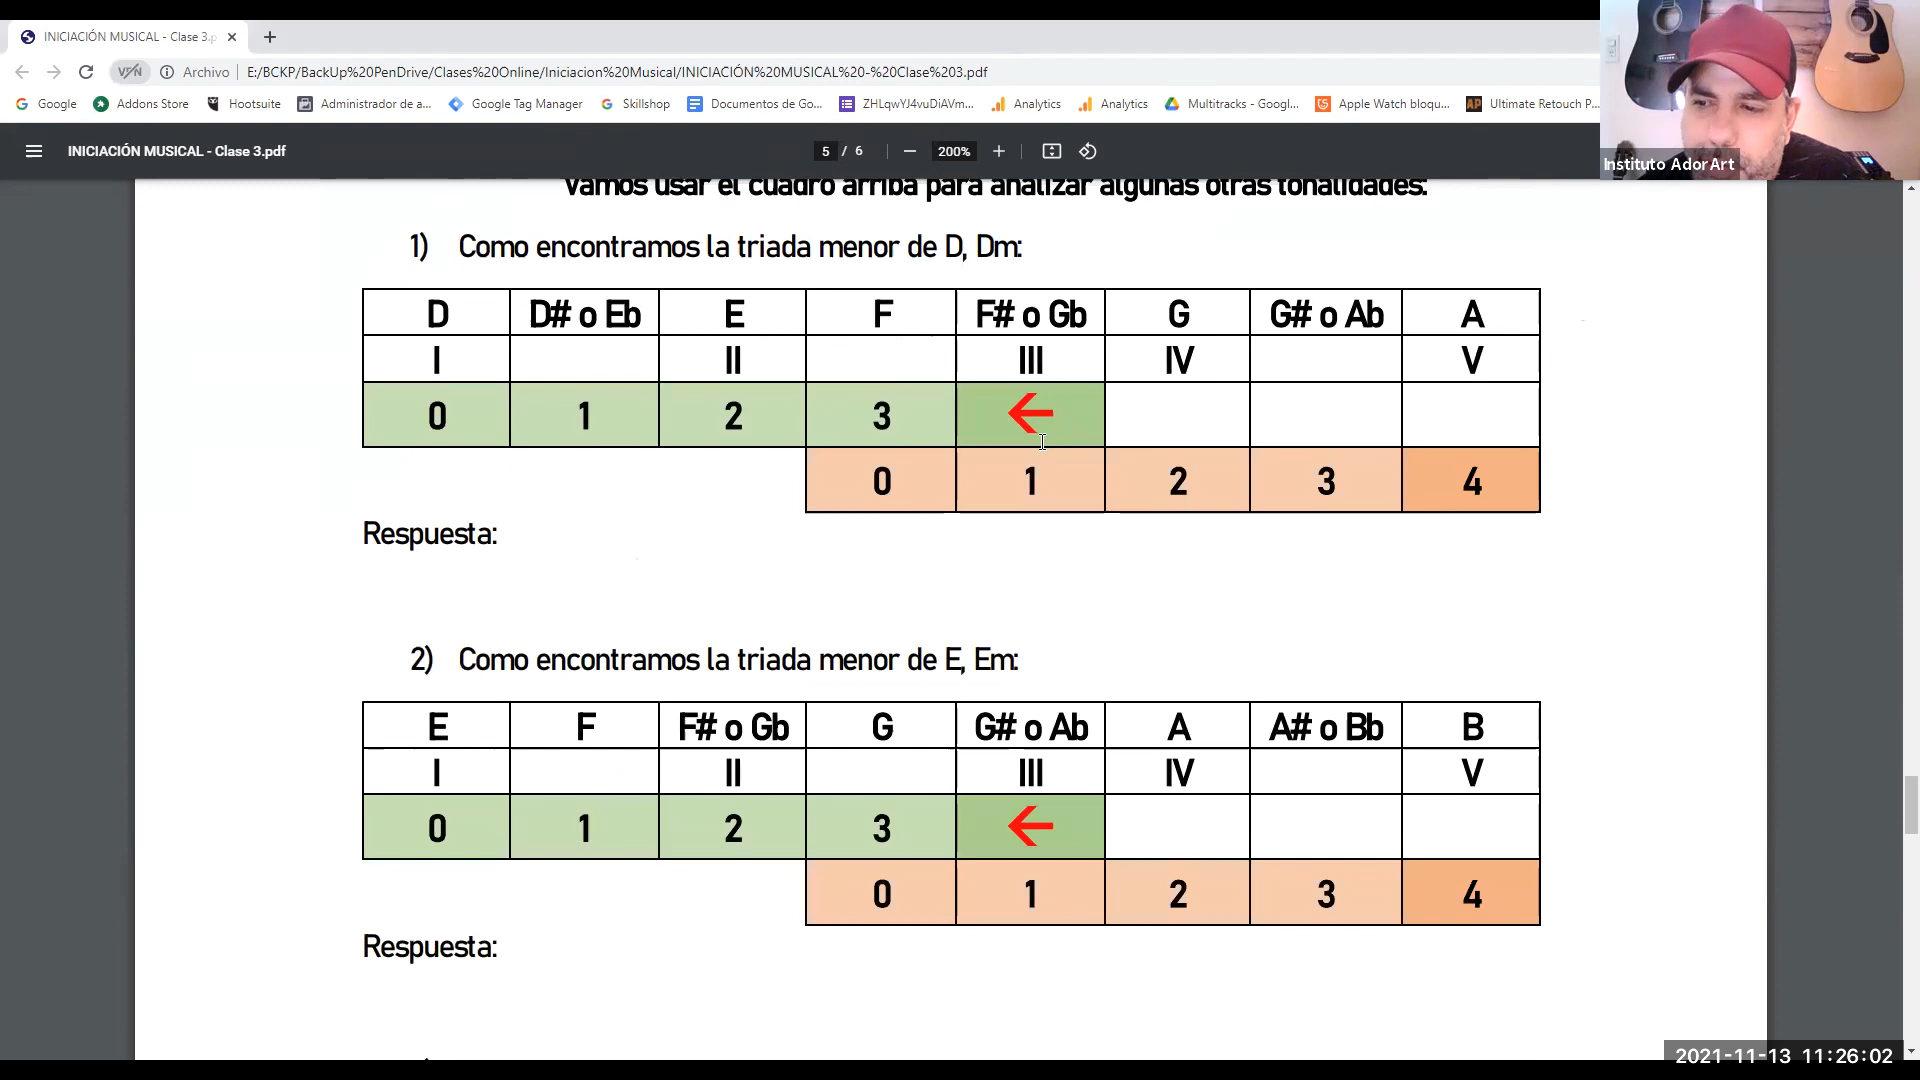 INICIACIÓN MUSICAL - Clase 3.p
Archivo E:/BCKP/BackUp%20PenDrive/Clases%20Online/Iniciacion%20Musical/INICIACIÓN%20MUSICAL%20-%20Clase%203.pdf
Google Addons Store Hootsuite Administrador de a... Google Tag Manager Skillshop Documentos de Go... ZHLqwYJ4vuDiAVm... Analytics Analytics Multitracks - Googl... Apple Watch bloqu... Ultimate Retouch P...
INICIACIÓN MUSICAL - Clase 3.pdf 5 / 6 200%
Instituto AdorArt
Vamos usar el cuadro arriba para analizar algunas otras tonalidades:
1) Como encontramos la triada menor de D, Dm:
D D# o Eb E F F# o Gb G G# o Ab A
I II III IV V
0 1 2 3 ←
0 1 2 3 4
Respuesta:
2) Como encontramos la triada menor de E, Em:
E F F# o Gb G G# o Ab A A# o Bb B
I II III IV V
0 1 2 3 ←
0 1 2 3 4
Respuesta:
2021-11-13 11:26:02